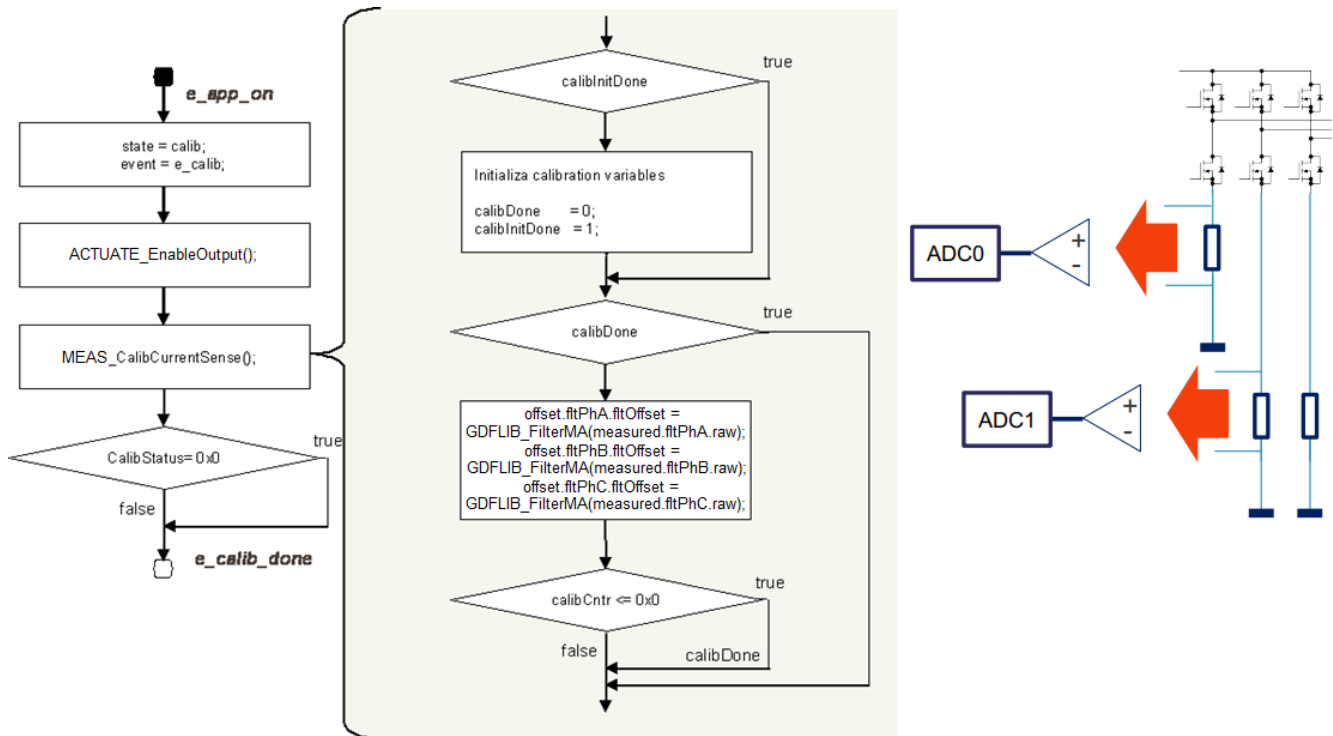 e_app_on
state = calib;
event = e_calib;
ACTUATE_EnableOutput();
MEAS_CalibCurrentSense();
CalibStatus= 0x0
true
false
e_calib_done
calibInitDone
true
Initializa calibration variables
calibDone = 0;
calibInitDone = 1;
calibDone
true
offset.fltPhA.fltOffset =
GDFLIB_FilterMA(measured.fltPhA.raw);
offset.fltPhB.fltOffset =
GDFLIB_FilterMA(measured.fltPhB.raw);
offset.fltPhC.fltOffset =
GDFLIB_FilterMA(measured.fltPhC.raw);
calibCntr <= 0x0
true
false
calibDone
ADC0
+
-
ADC1
+
-